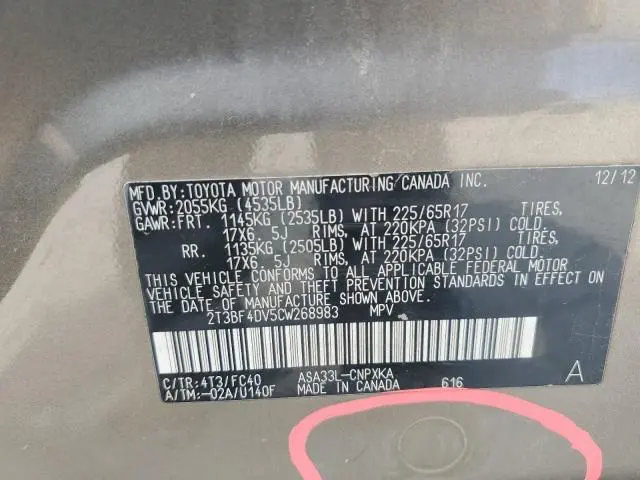 MFD.BY:TOYOTA MOTOR MANUFACTURING CANADA INC. 12/12
GVWR:2055KG (4535LB)
GAWR:FRT. 1145KG (2535LB) WITH 225/65R17 TIRES,
17X6.5J RIMS, AT 220KPA (32PSI) COLD.
RR. 1135KG (2505LB) WITH 225/65R17 TIRES,
17X6.5J RIMS, AT 220KPA (32PSI) COLD.
THIS VEHICLE CONFORMS TO ALL APPLICABLE FEDERAL MOTOR
VEHICLE SAFETY AND THEFT PREVENTION STANDARDS IN EFFECT ON
THE DATE OF MANUFACTURE SHOWN ABOVE.
2T3BF4DV5CW268983 MPV
C/TR:4T3/FC40 ASA33L-CNPXKA A
A/TM:-02A/U140F MADE IN CANADA 616